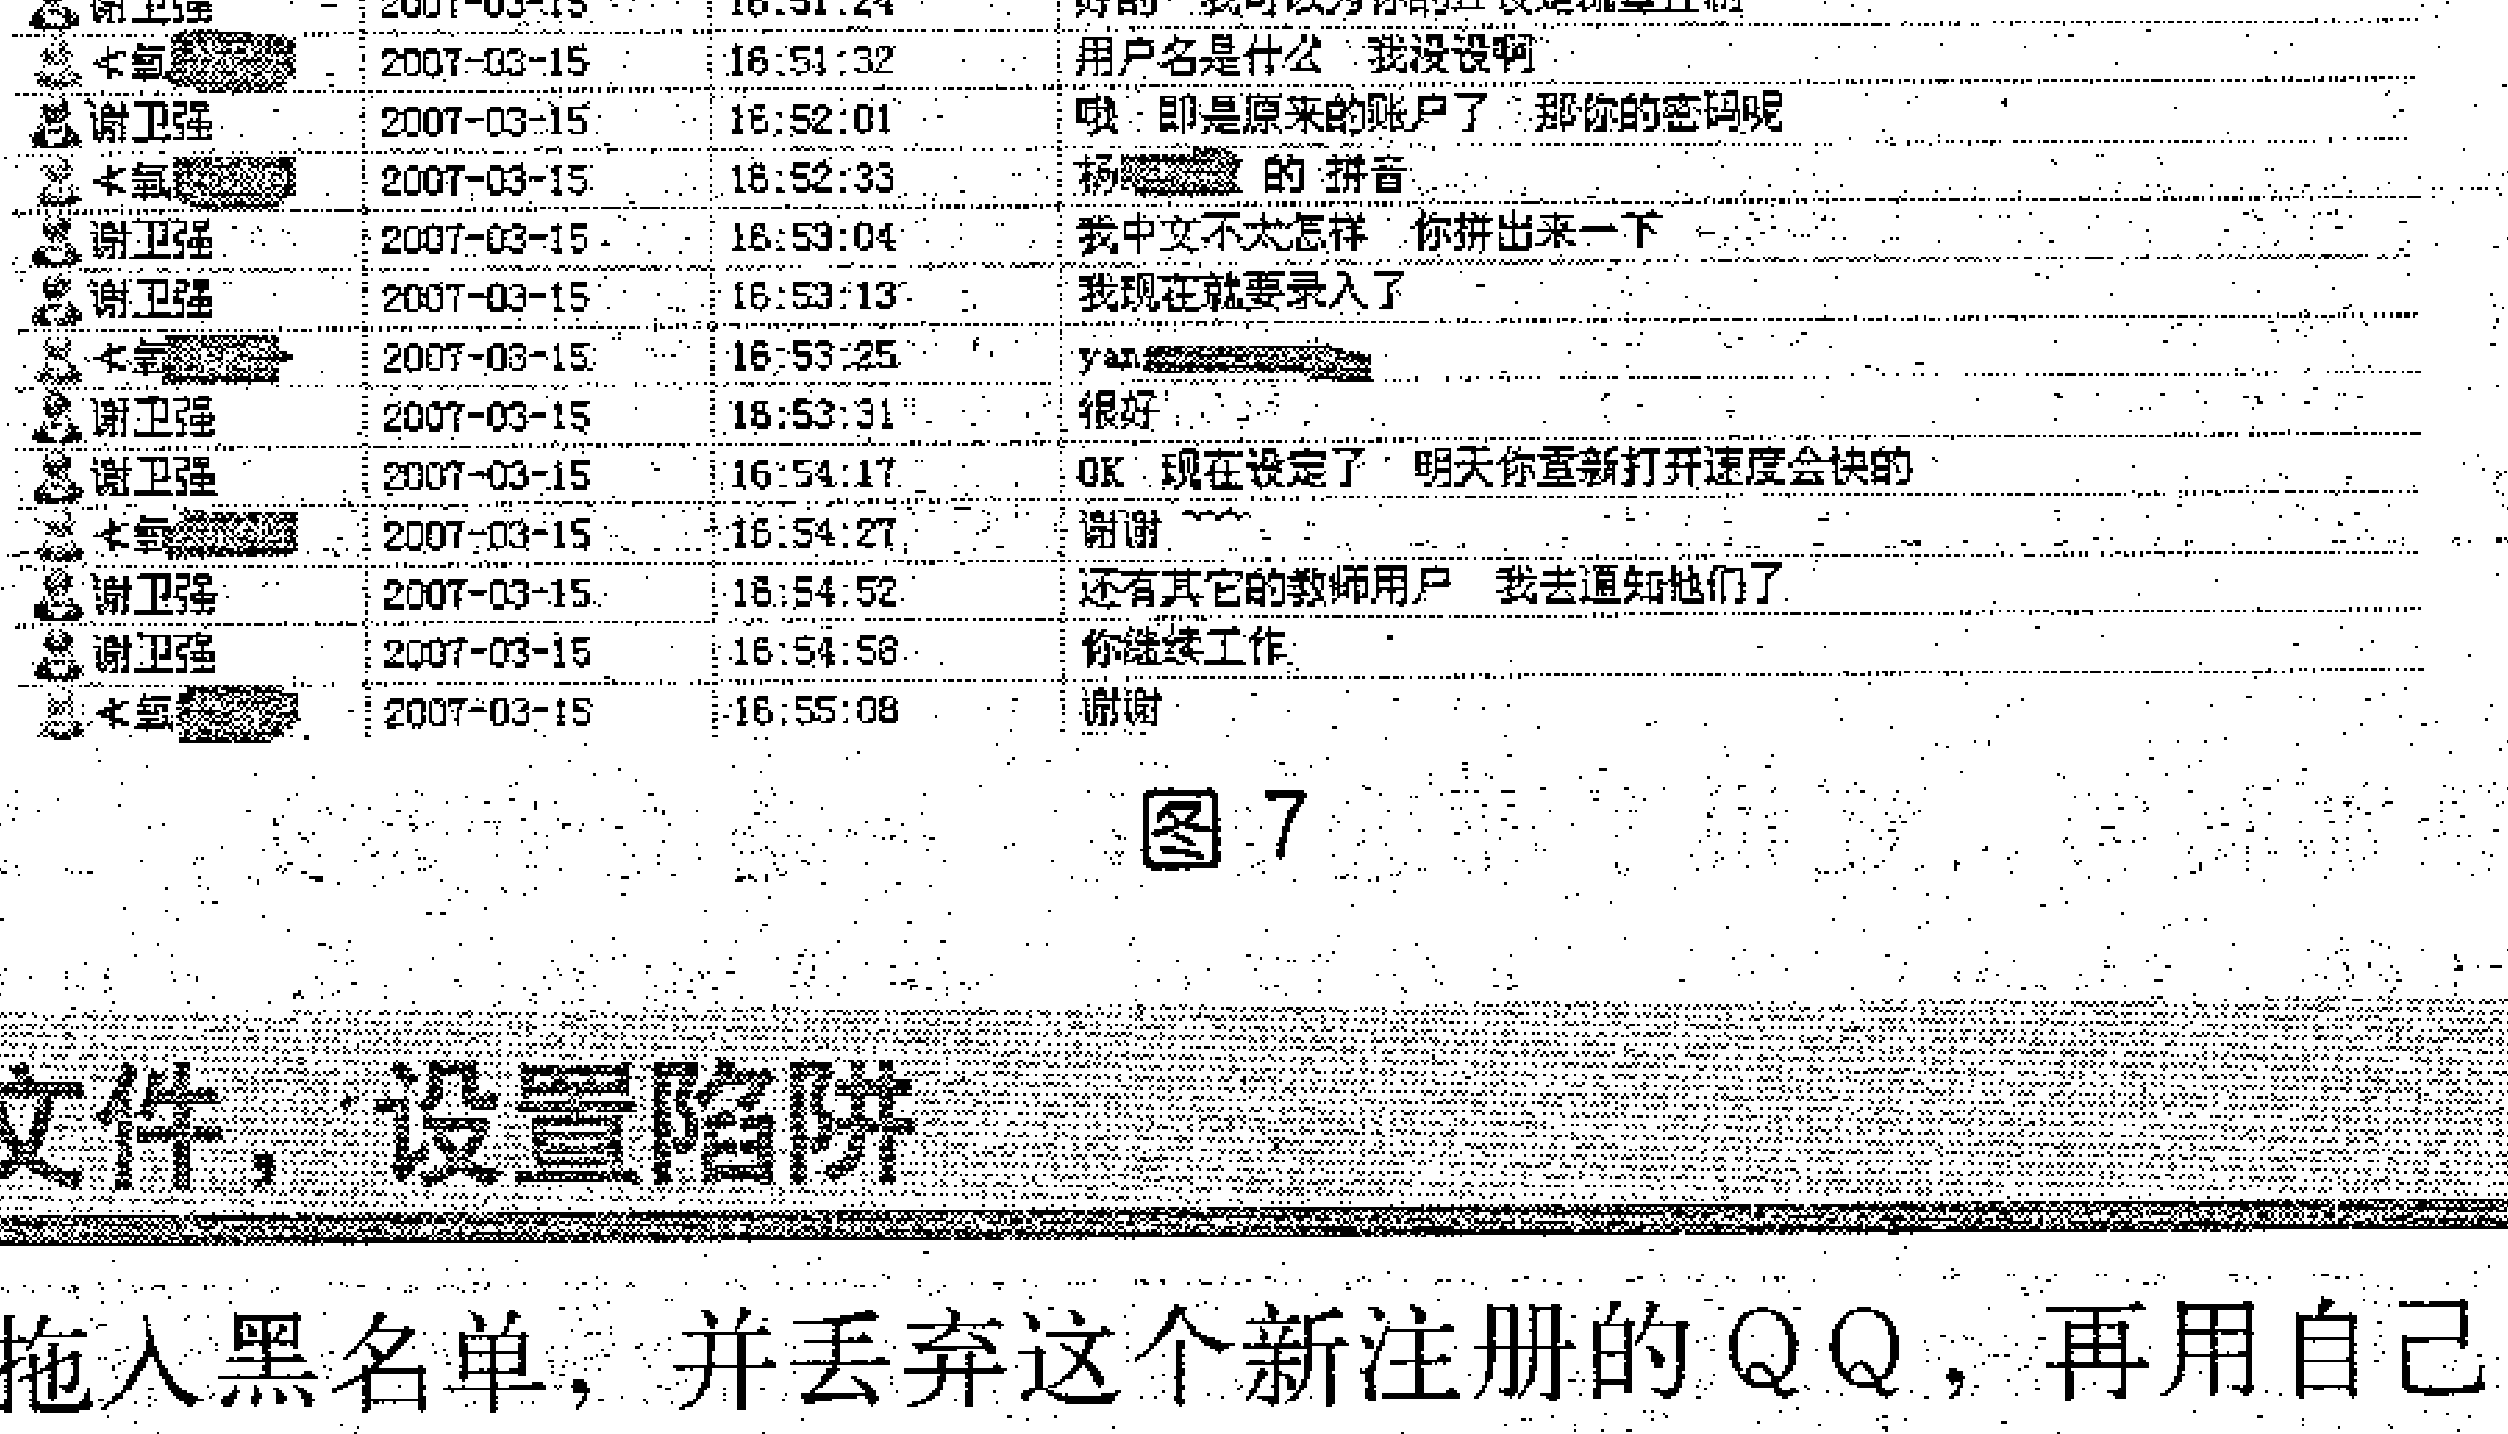 谢卫强 2007-03-15 16:51:24
2007-03-15 16:51:32 用户名是什么 我没设啊
谢卫强 2007-03-15 16:52:01 哦 即是原来的账户了 那你的密码呢
2007-03-15 16:52:33 杨 的 拼音
谢卫强 2007-03-15 16:53:04 我中文不太怎样 你拼出来一下
谢卫强 2007-03-15 16:53:13 我现在就要录入了
2007-03-15 16:53:25 yan
谢卫强 2007-03-15 16:53:31 很好
谢卫强 2007-03-15 16:54:17 OK 现在设定了 明天你重新打开速度会快的
2007-03-15 16:54:27 谢谢
谢卫强 2007-03-15 16:54:52 还有其它的教师用户 我去通知他们了
谢卫强 2007-03-15 16:54:58 你继续工作
2007-03-15 16:55:08 谢谢
图 7
文件，设置陷阱
拖入黑名单，并丢弃这个新注册的QQ，再用自己